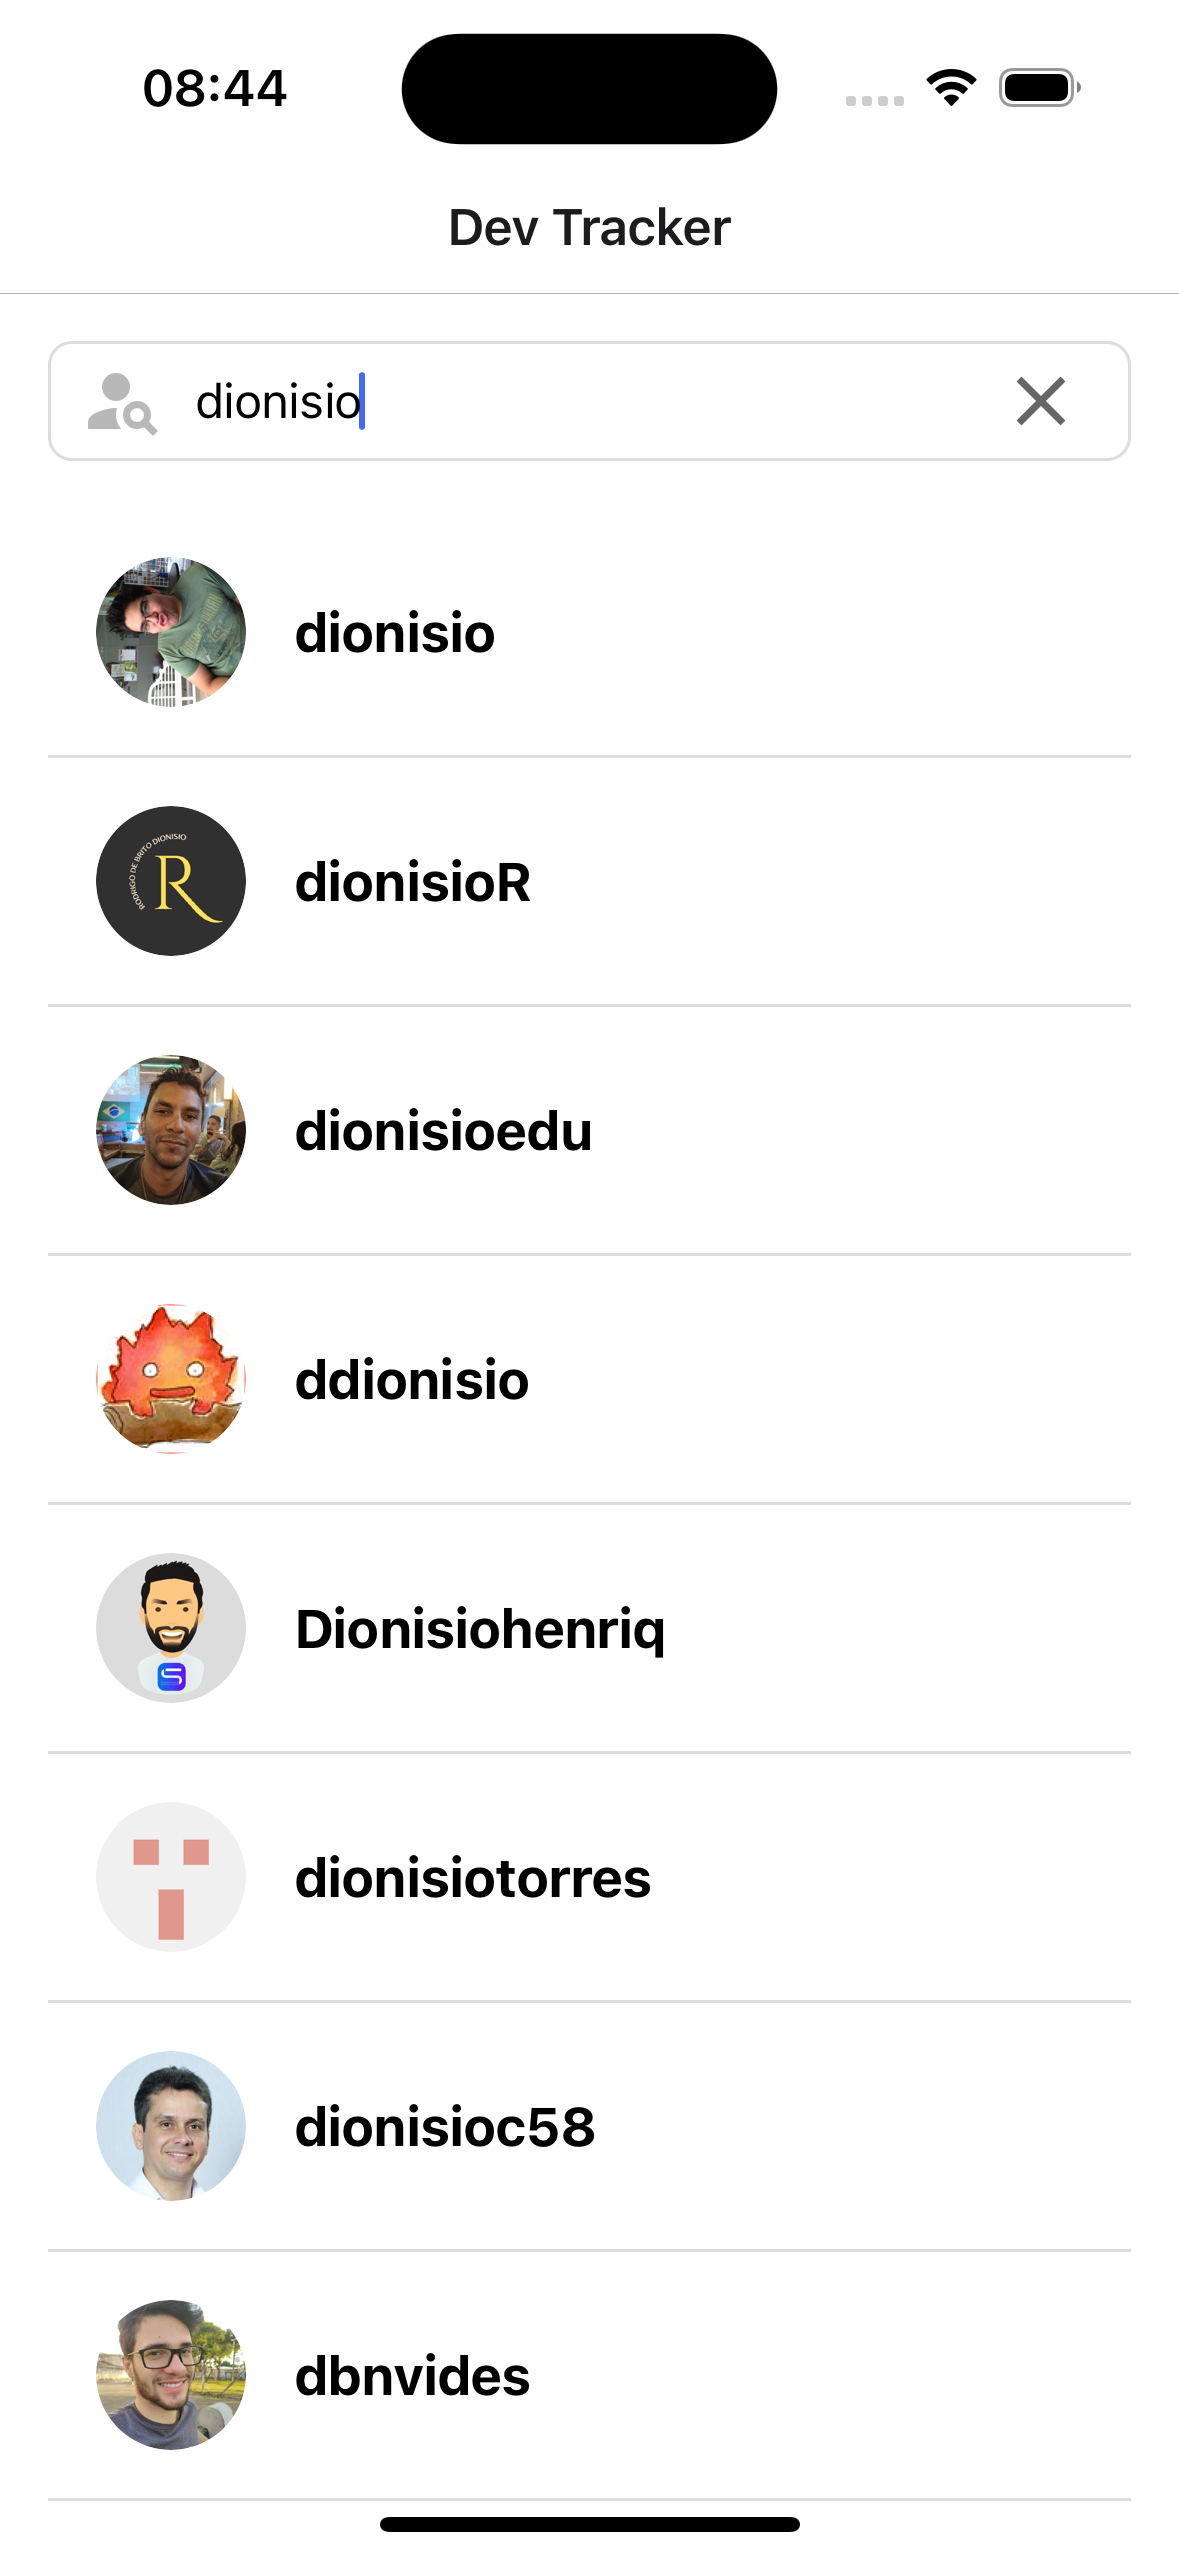 08:44
Dev Tracker
dionisio
dionisio
RODRIGO DE BRITO DIONISIO
R
dionisioR
dionisioedu
ddionisio
Dionisiohenriq
dionisiotorres
dionisioc58
dbnvides